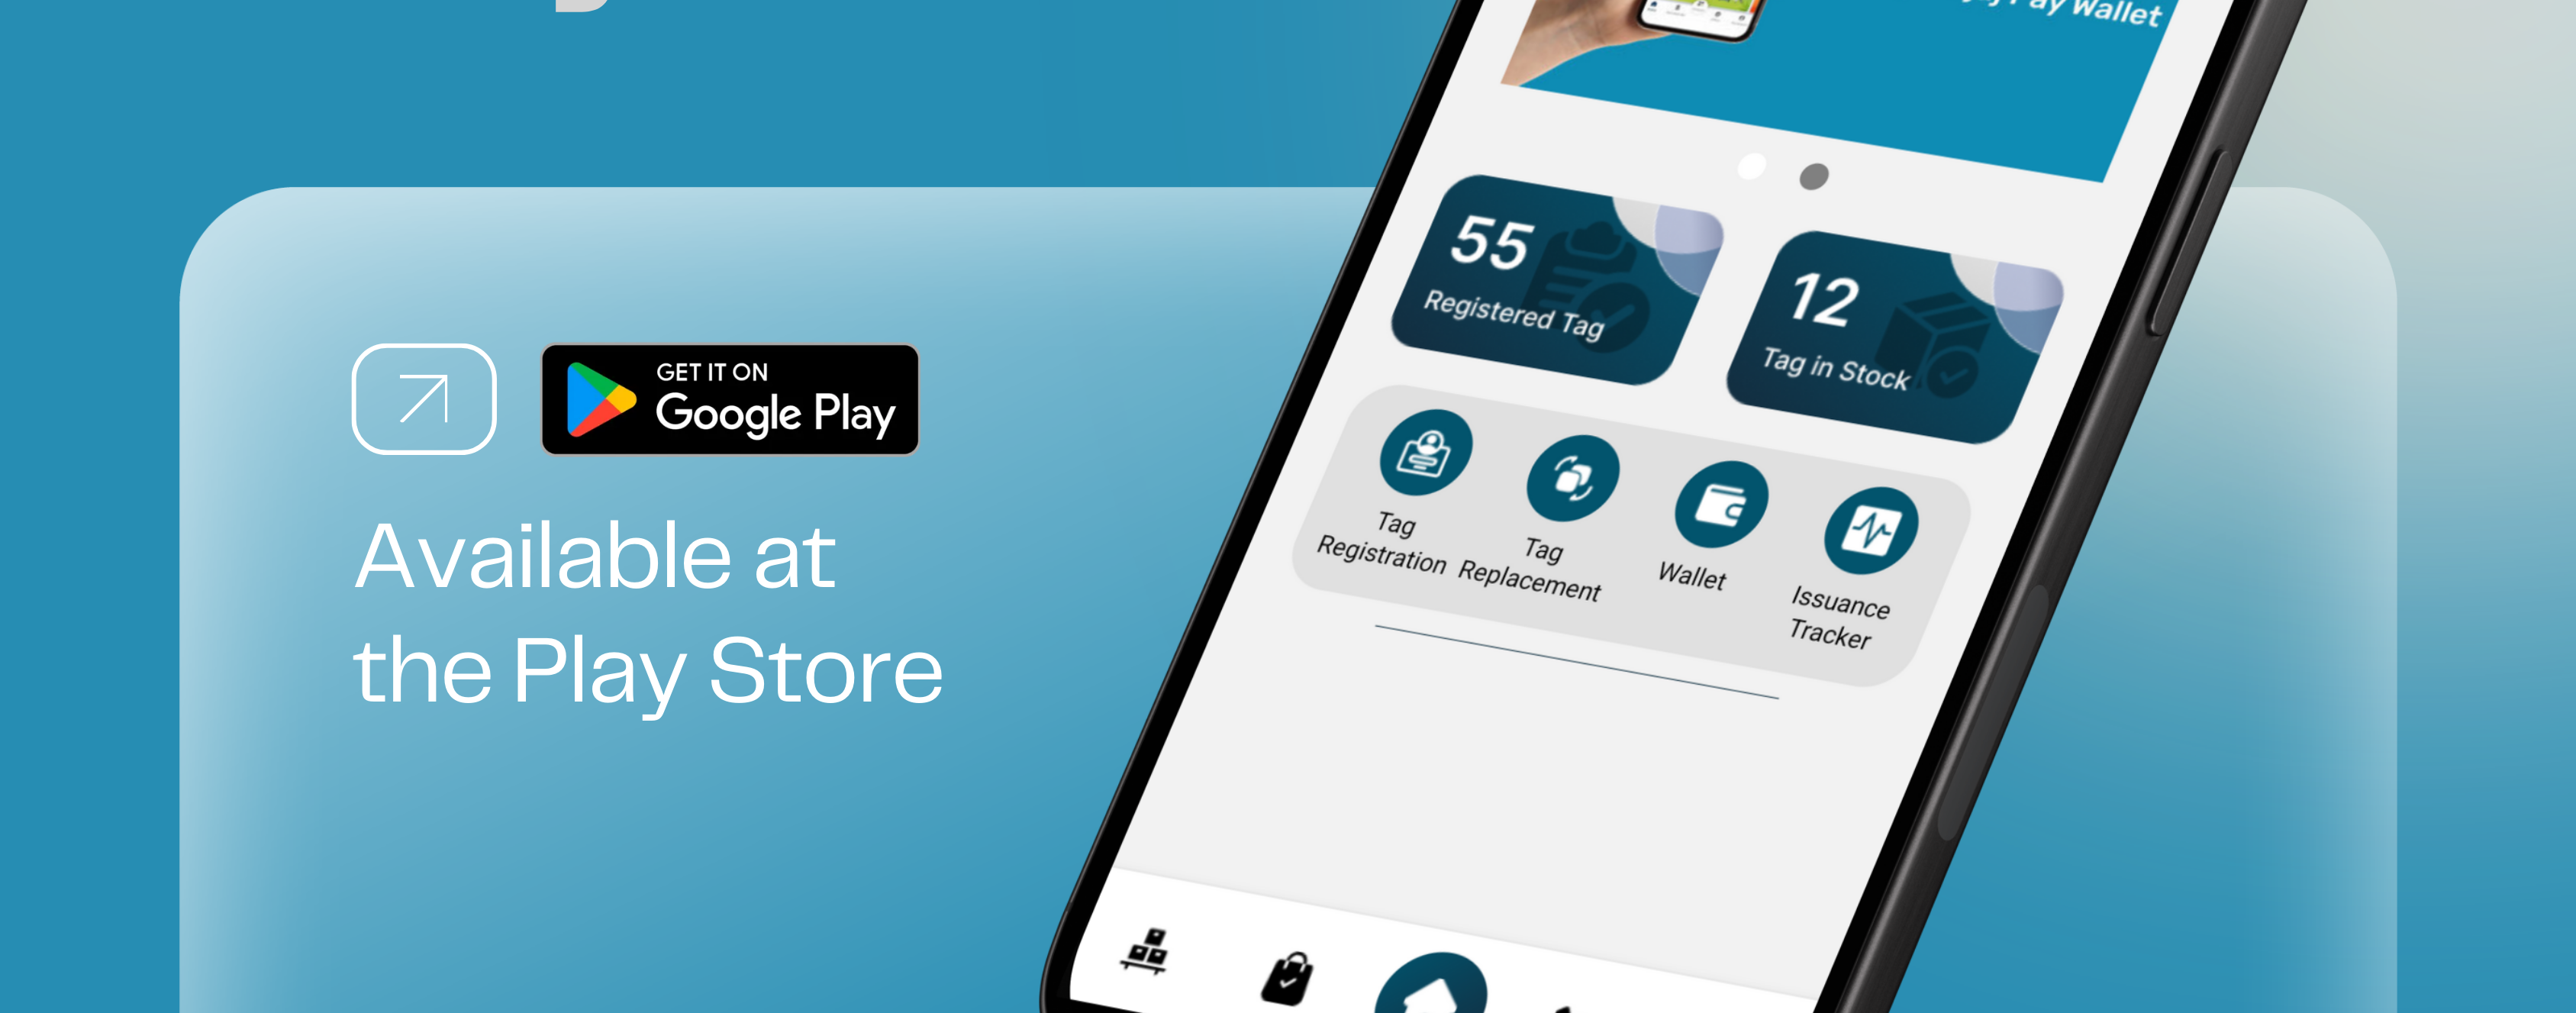 Pay Wallet
55
Registered Tag
12
Tag in Stock
GET IT ON
Google Play
Available at
the Play Store
Tag
Registration
Tag
Replacement
Wallet
Issuance
Tracker